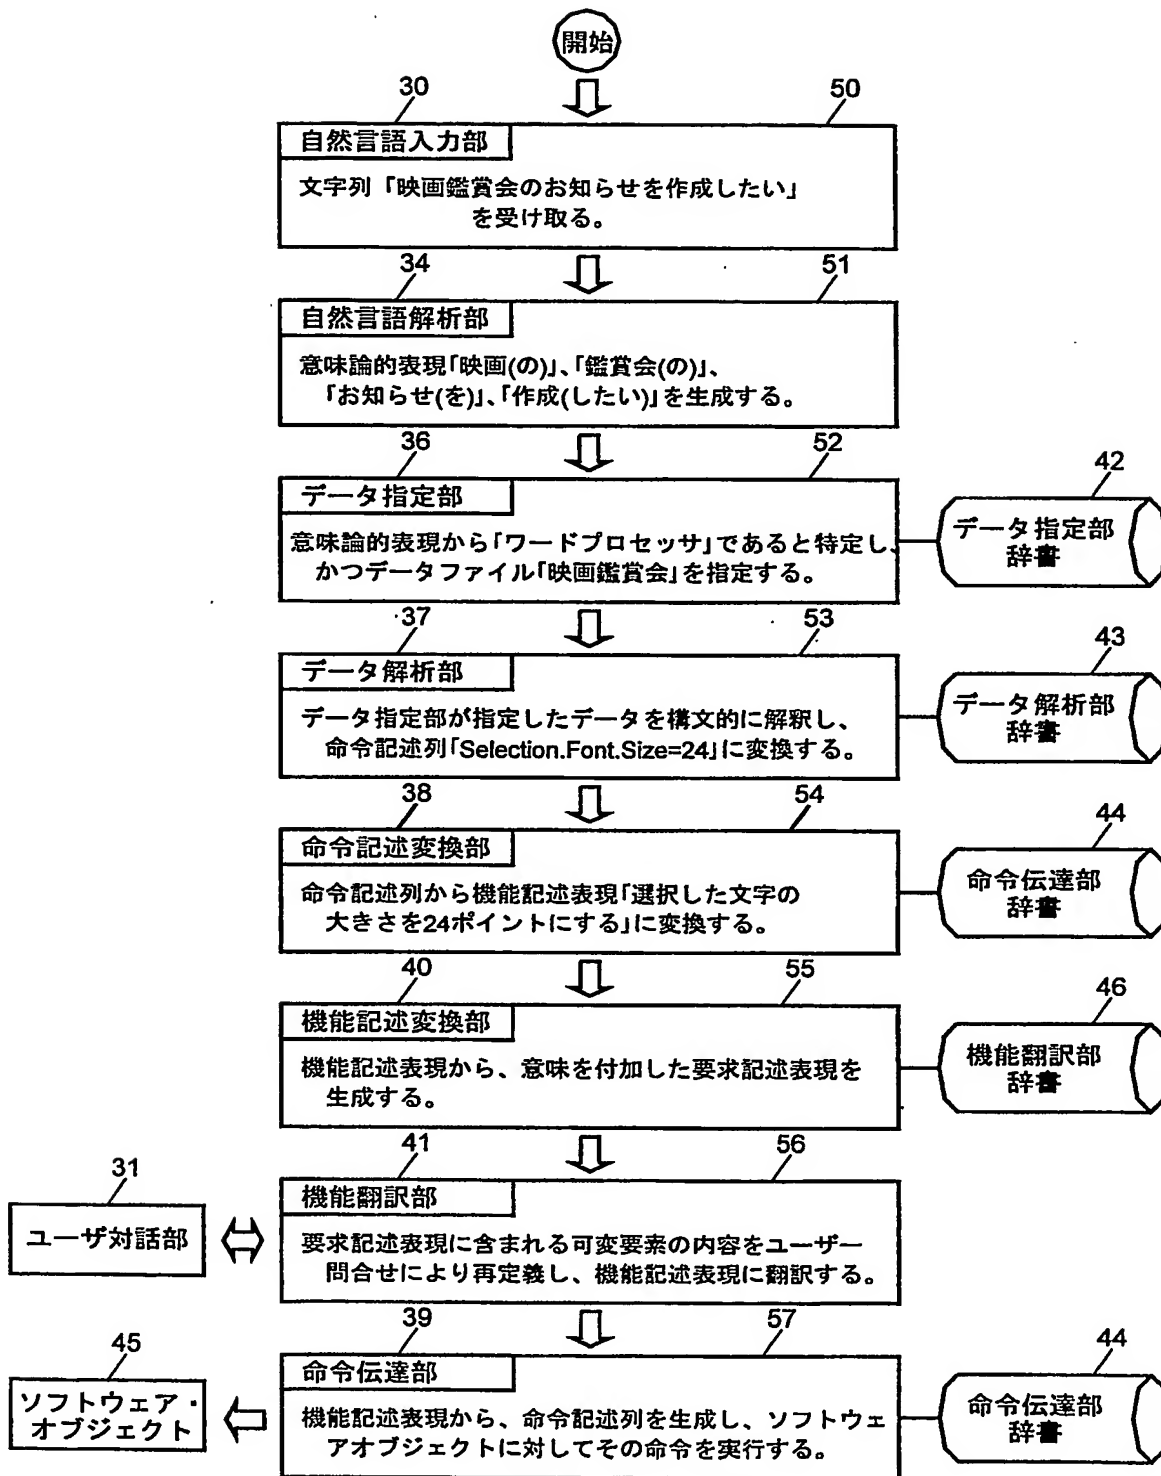 開始
30
50
自然言語入力部
文字列「映画鑑賞会のお知らせを作成したい」
を受け取る。
34
51
自然言語解析部
意味論的表現「映画(の)」、「鑑賞会(の)」、
「お知らせ(を)」、「作成(したい)」を生成する。
36
52
42
データ指定部
意味論的表現から「ワードプロセッサ」であると特定し、
かつデータファイル「映画鑑賞会」を指定する。
データ指定部
辞書
37
53
43
データ解析部
データ指定部が指定したデータを構文的に解釈し、
命令記述列「Selection.Font.Size=24」に変換する。
データ解析部
辞書
38
54
44
命令記述変換部
命令記述列から機能記述表現「選択した文字の
大きさを24ポイントにする」に変換する。
命令伝達部
辞書
40
55
46
機能記述変換部
機能記述表現から、意味を付加した要求記述表現を
生成する。
機能翻訳部
辞書
31
41
56
ユーザ対話部
機能翻訳部
要求記述表現に含まれる可変要素の内容をユーザー
問合せにより再定義し、機能記述表現に翻訳する。
45
39
57
44
ソフトウェア・
オブジェクト
命令伝達部
機能記述表現から、命令記述列を生成し、ソフトウェ
アオブジェクトに対してその命令を実行する。
命令伝達部
辞書